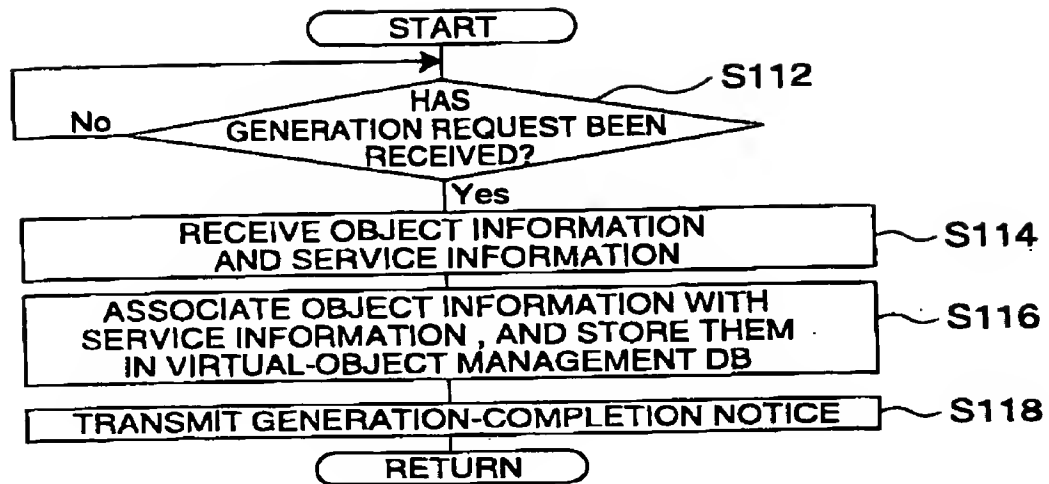 START
S112
HAS
GENERATION REQUEST BEEN
RECEIVED?
No
Yes
RECEIVE OBJECT INFORMATION
AND SERVICE INFORMATION
S114
ASSOCIATE OBJECT INFORMATION WITH
SERVICE INFORMATION , AND STORE THEM
IN VIRTUAL-OBJECT MANAGEMENT DB
S116
TRANSMIT GENERATION-COMPLETION NOTICE
S118
RETURN